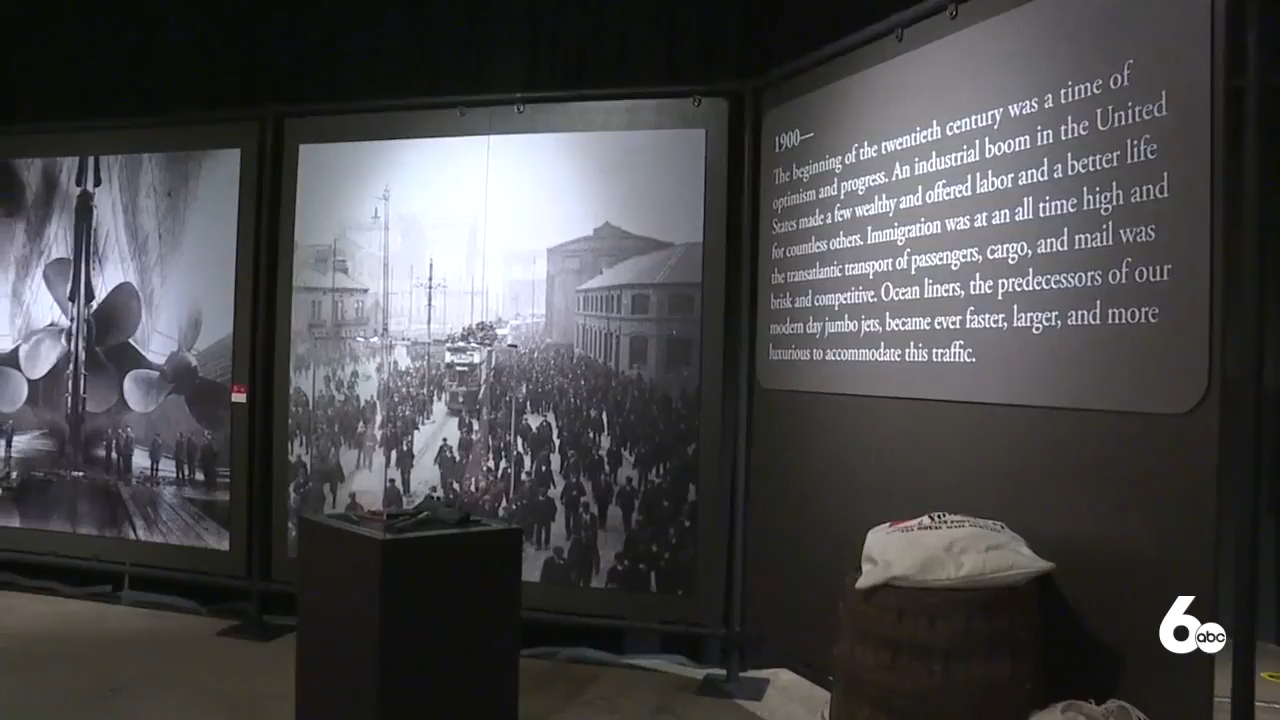 1900—
The beginning of the twentieth century was a time of
optimism and progress. An industrial boom in the United
States made a few wealthy and offered labor and a better life
for countless others. Immigration was at an all time high and
the transatlantic transport of passengers, cargo, and mail was
brisk and competitive. Ocean liners, the predecessors of our
modern day jumbo jets, became ever faster, larger, and more
luxurious to accommodate this traffic.
6abc